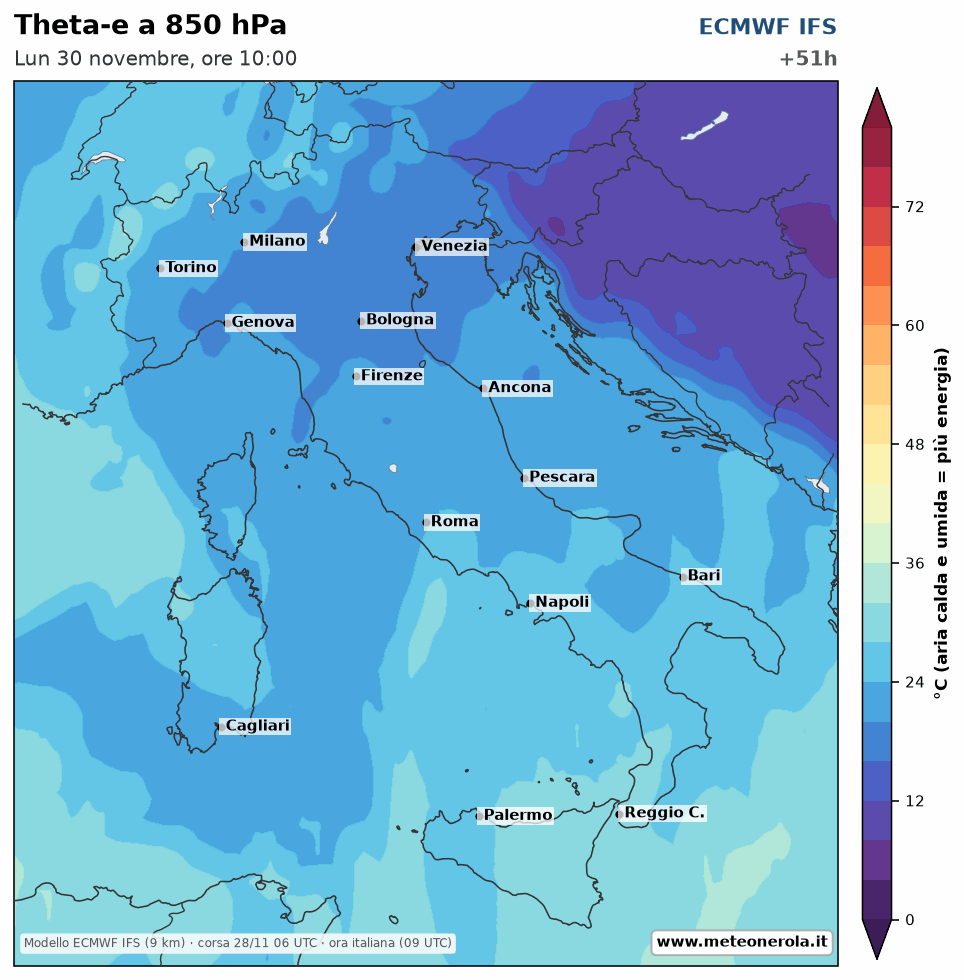 Theta-e a 850 hPa
ECMWF IFS
Lun 30 novembre, ore 10:00
+51h
Milano
Venezia
Torino
Genova
Bologna
Firenze
Ancona
Pescara
Roma
Bari
Napoli
Cagliari
Palermo
Reggio C.
72
60
48
36
24
12
0
°C (aria calda e umida = più energia)
Modello ECMWF IFS (9 km) · corsa 28/11 06 UTC · ora italiana (09 UTC)
www.meteonerola.it